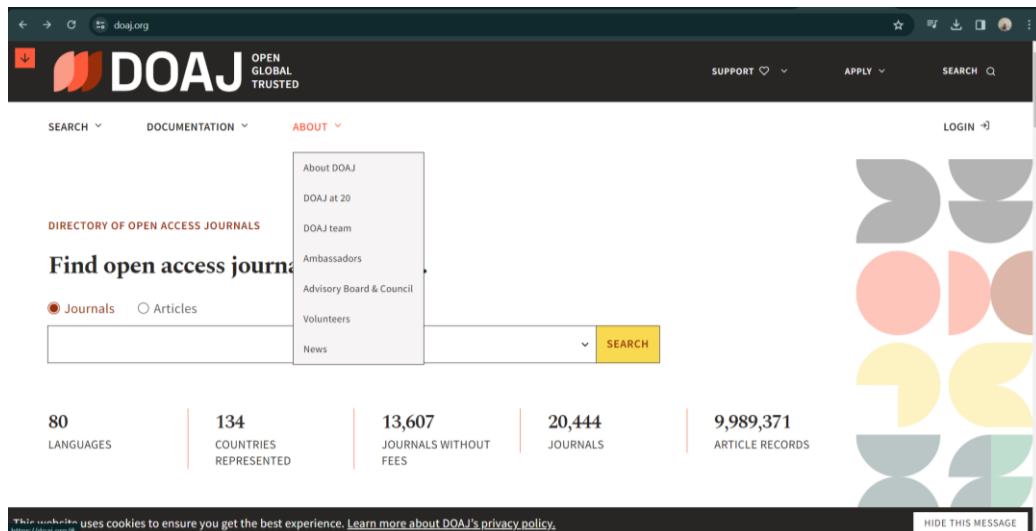 doaj.org
DOAJ
OPEN
GLOBAL
TRUSTED
SUPPORT
APPLY
SEARCH
SEARCH
DOCUMENTATION
ABOUT
LOGIN
About DOAJ
DOAJ at 20
DOAJ team
Ambassadors
Advisory Board & Council
Volunteers
News
DIRECTORY OF OPEN ACCESS JOURNALS
Find open access journa
.
Journals
Articles
SEARCH
80
LANGUAGES
134
COUNTRIES
REPRESENTED
13,607
JOURNALS WITHOUT
FEES
20,444
JOURNALS
9,989,371
ARTICLE RECORDS
This website uses cookies to ensure you get the best experience. Learn more about DOAJ's privacy policy.
HIDE THIS MESSAGE